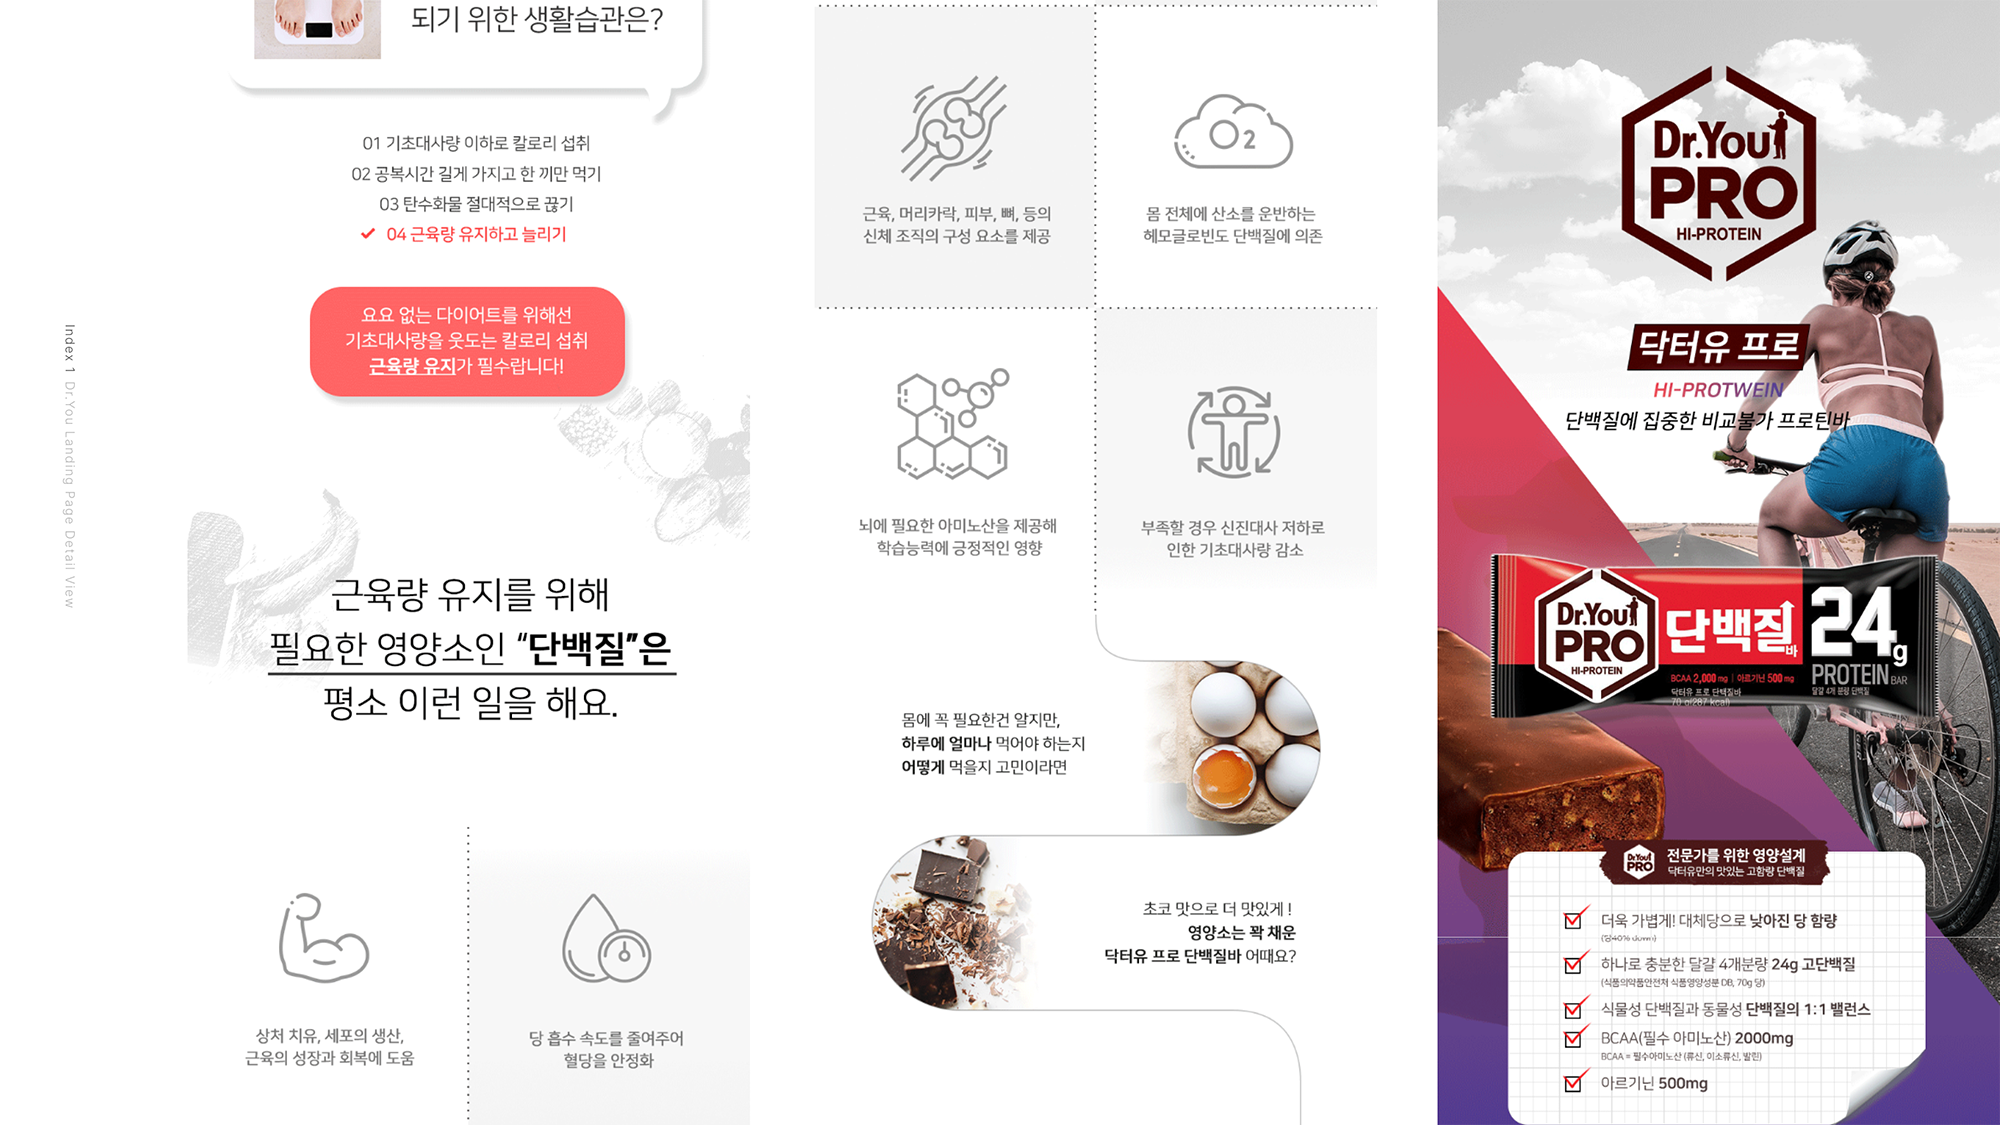 Index 1 Dr.You Landing Page Detail View
되기 위한 생활습관은?
01 기초대사량 이하로 칼로리 섭취
02 공복시간 길게 가지고 한 끼만 먹기
03 탄수화물 절대적으로 끊기
04 근육량 유지하고 늘리기
요요 없는 다이어트를 위해선
기초대사량을 웃도는 칼로리 섭취
근육량 유지가 필수랍니다!
근육량 유지를 위해
필요한 영양소인 “단백질”은
평소 이런 일을 해요.
상처 치유, 세포의 생산,
근육의 성장과 회복에 도움
당 흡수 속도를 줄여주어
혈당을 안정화
근육, 머리카락, 피부, 뼈, 등의
신체 조직의 구성 요소를 제공
O2
몸 전체에 산소를 운반하는
헤모글로빈도 단백질에 의존
뇌에 필요한 아미노산을 제공해
학습능력에 긍정적인 영향
부족할 경우 신진대사 저하로
인한 기초대사량 감소
몸에 꼭 필요한건 알지만,
하루에 얼마나 먹어야 하는지
어떻게 먹을지 고민이라면
초코 맛으로 더 맛있게 !
영양소는 꽉 채운
닥터유 프로 단백질바 어때요?
Dr.You
PRO
HI-PROTEIN
닥터유 프로
HI-PROTWEIN
단백질에 집중한 비교불가 프로틴바
Dr.You
PRO
HI-PROTEIN
단백질바
BCAA 2,000 mg | 아르기닌 500 mg
닥터유 프로 단백질바
70 g(287 kcal)
24g
PROTEIN BAR
달걀 4개 분량 단백질
Dr.You
PRO
전문가를 위한 영양설계
닥터유만의 맛있는 고함량 단백질
더욱 가볍게! 대체당으로 낮아진 당 함량
(당40% down)
하나로 충분한 달걀 4개분량 24g 고단백질
(식품의약품안전처 식품영양성분 DB, 70g 당)
식물성 단백질과 동물성 단백질의 1:1 밸런스
BCAA(필수 아미노산) 2000mg
BCAA = 필수아미노산 (류신, 이소류신, 발린)
아르기닌 500mg